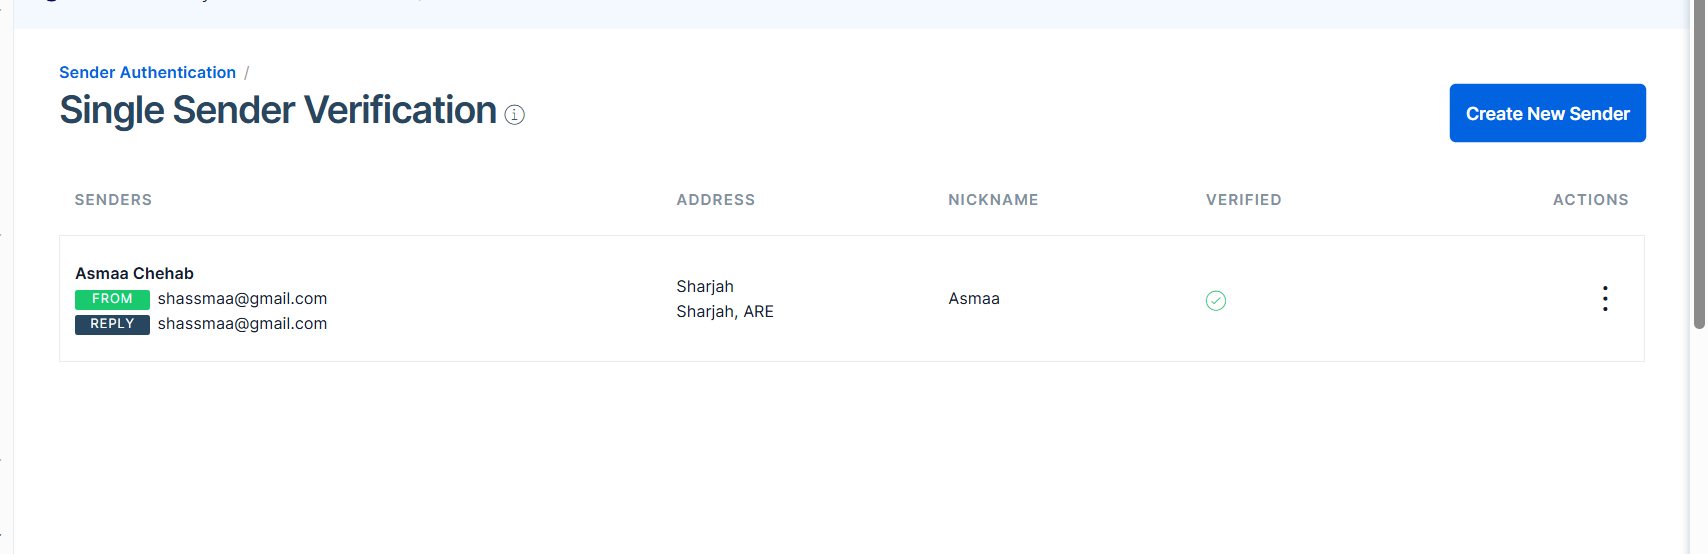 Sender Authentication /
Single Sender Verification
Create New Sender
SENDERS ADDRESS NICKNAME VERIFIED ACTIONS
Asmaa Chehab
FROM shassmaa@gmail.com
REPLY shassmaa@gmail.com
Sharjah
Sharjah, ARE
Asmaa